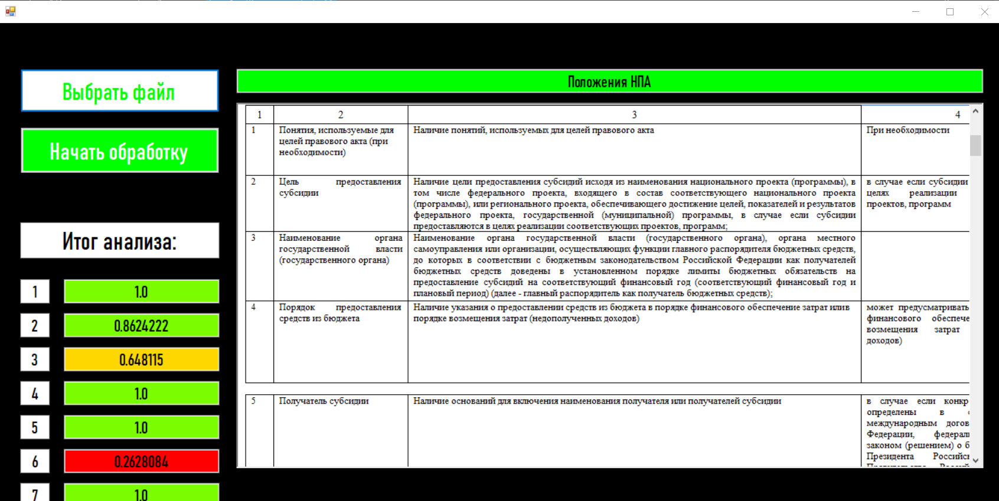 Выбрать файл
Начать обработку
Итог анализа:
1 1.0
2 0.8624222
3 0.648115
4 1.0
5 1.0
6 0.2628084
7 1.0
Положения НПА
1 2 3 4
1
Понятия, используемые для
целей правового акта (при
необходимости)
Наличие понятий, используемых для целей правового акта
При необходимости
2
Цель предоставления
субсидии
Наличие цели предоставления субсидий исходя из наименования национального проекта (программы), в
том числе федерального проекта, входящего в состав соответствующего национального проекта
(программы), или регионального проекта, обеспечивающего достижение целей, показателей и результатов
федерального проекта, государственной (муниципальной) программы, в случае если субсидии
предоставляются в целях реализации соответствующих проектов, программ;
в случае если субсидии
целях реализации
проектов, программ
3
Наименование органа
государственной власти
(государственного органа)
Наименование органа государственной власти (государственного органа), органа местного
самоуправления или организации, осуществляющих функции главного распорядителя бюджетных средств,
до которых в соответствии с бюджетным законодательством Российской Федерации как получателей
бюджетных средств доведены в установленном порядке лимиты бюджетных обязательств на
предоставление субсидий на соответствующий финансовый год (соответствующий финансовый год и
плановый период) (далее - главный распорядитель как получатель бюджетных средств);
4
Порядок предоставления
средств из бюджета
Наличие указания о предоставлении средств из бюджета в порядке финансового обеспечение затрат илив
порядке возмещения затрат (недополученных доходов)
может предусматривать
финансового обеспече
возмещения затрат
доходов)
5
Получатель субсидии
Наличие оснований для включения наименования получателя или получателей субсидии
в случае если конкр
определены в
международным догов
Федерации, федерал
законом (решением) о б
Президента Российс